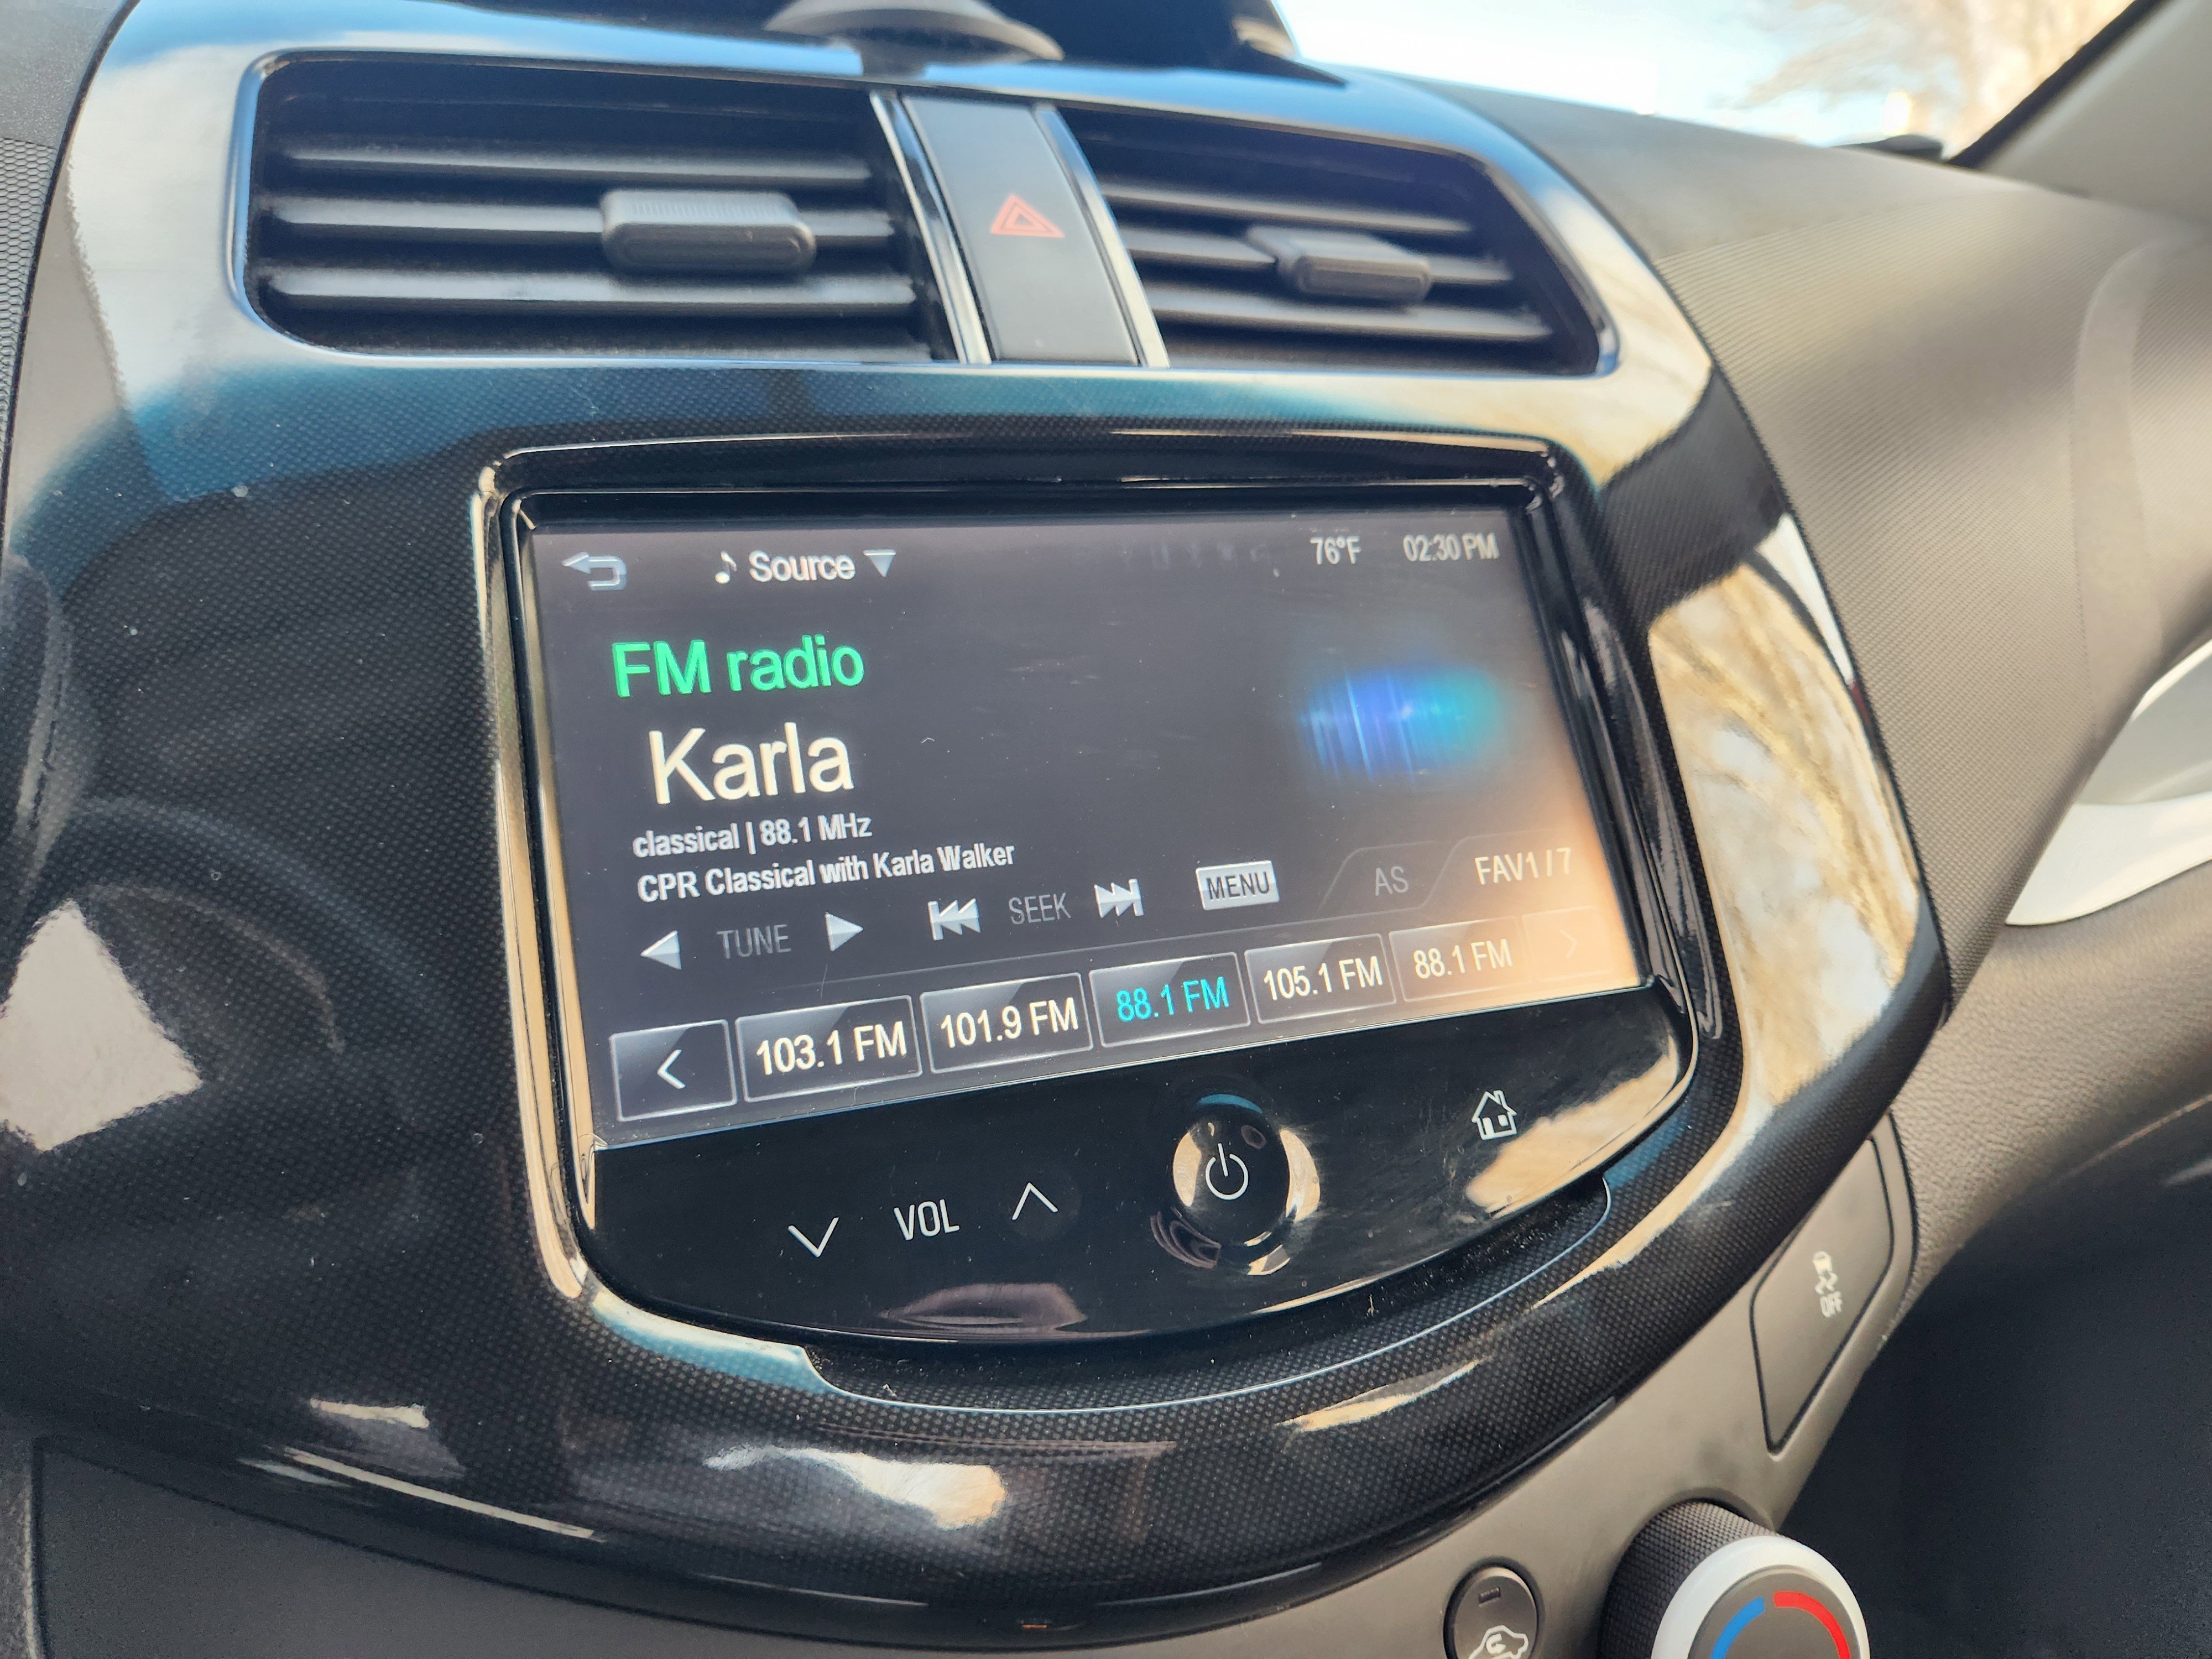 Source
76°F 02:30 PM
FM radio
Karla
classical | 88.1 MHz
CPR Classical with Karla Walker
TUNE SEEK MENU AS FAV1 / 7
< 103.1 FM 101.9 FM 88.1 FM 105.1 FM 88.1 FM >
VOL
OFF